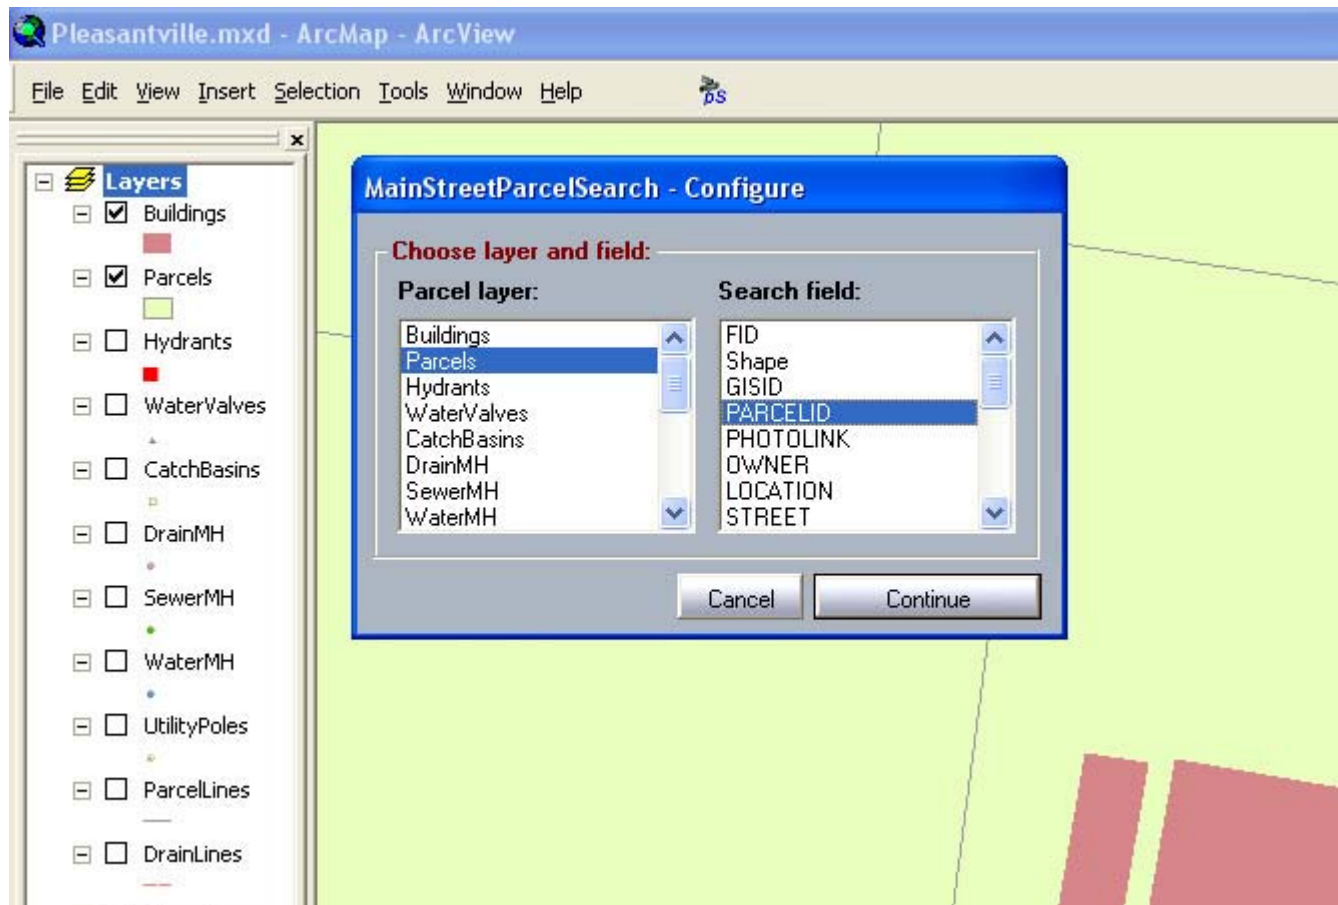 Pleasantville.mxd - ArcMap - ArcView
File Edit View Insert Selection Tools Window Help
ps
Layers
Buildings
Parcels
Hydrants
WaterValves
CatchBasins
DrainMH
SewerMH
WaterMH
UtilityPoles
ParcelLines
DrainLines
MainStreetParcelSearch - Configure
Choose layer and field:
Parcel layer:
Buildings
Parcels
Hydrants
WaterValves
CatchBasins
DrainMH
SewerMH
WaterMH
Search field:
FID
Shape
GISID
PARCELID
PHOTOLINK
OWNER
LOCATION
STREET
Cancel Continue